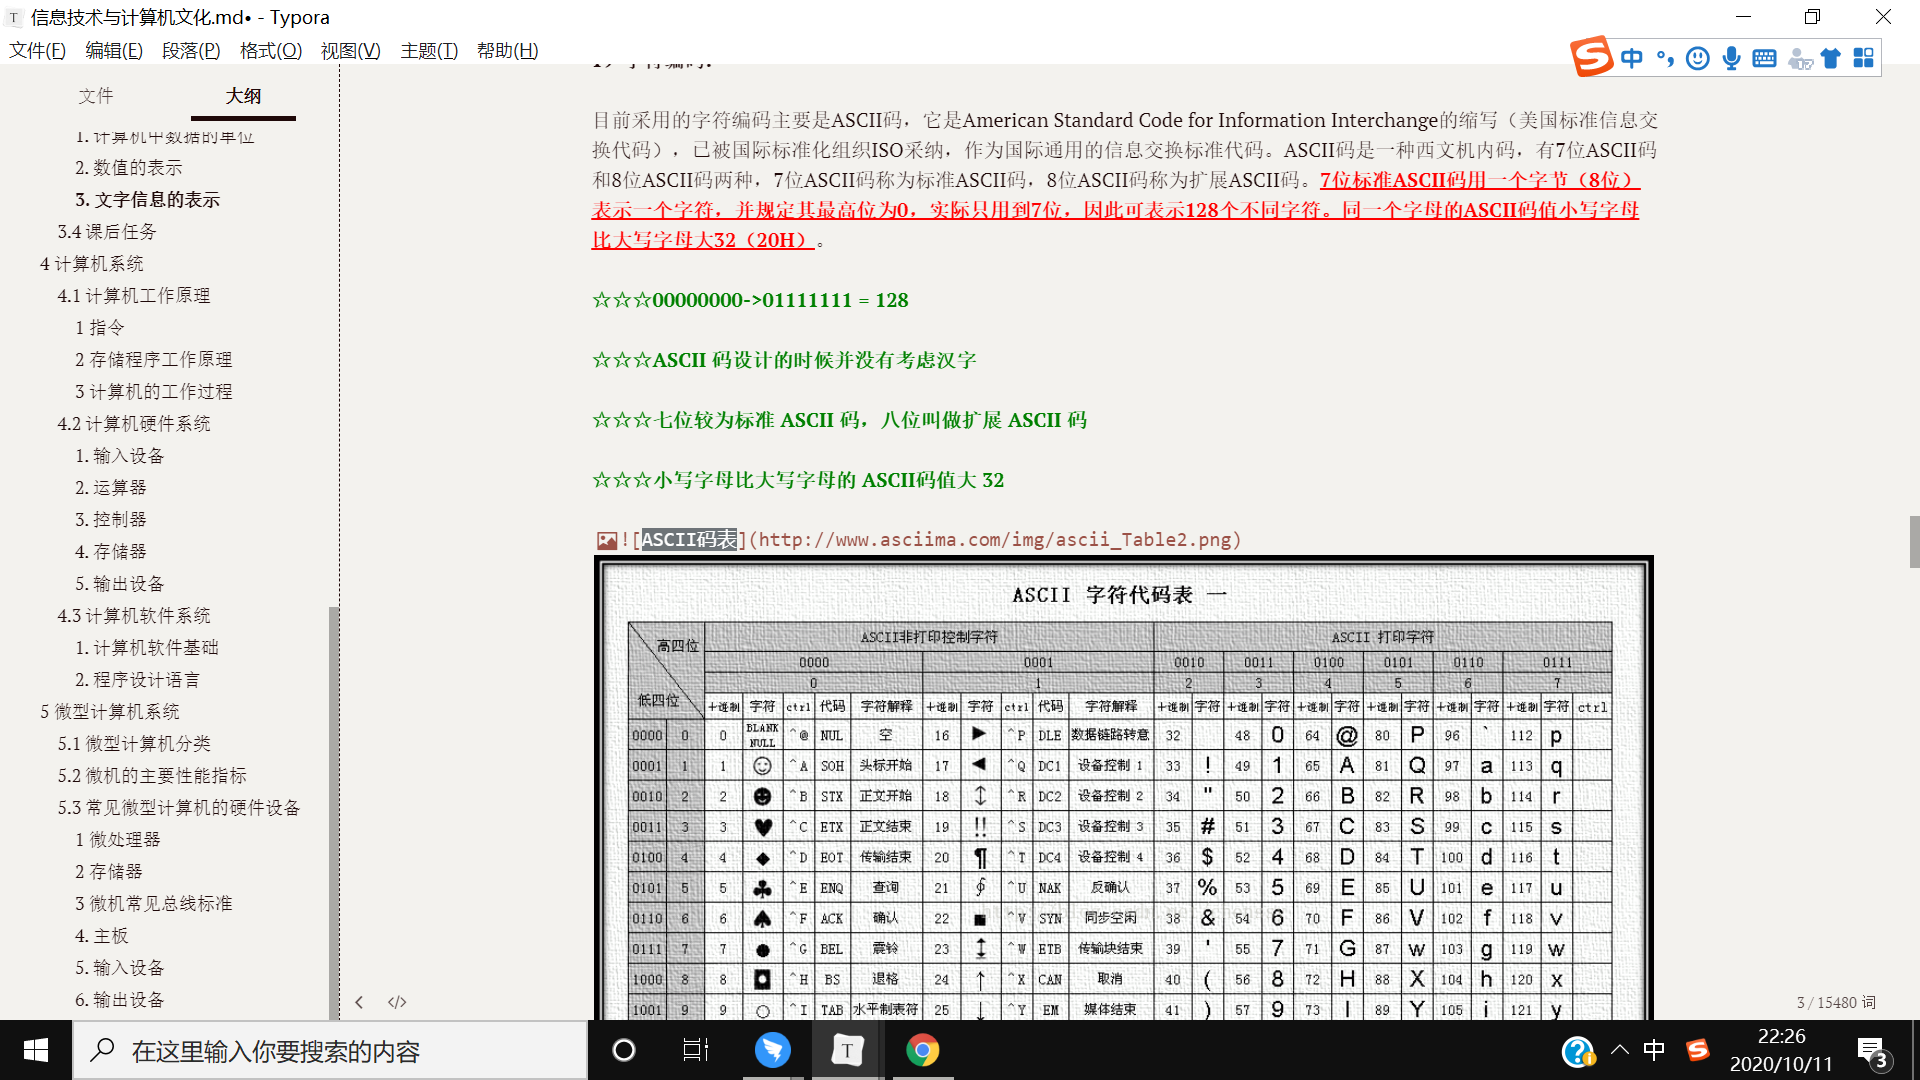 信息技术与计算机文化.md• - Typora
文件(F) 编辑(E) 段落(P) 格式(O) 视图(V) 主题(T) 帮助(H)
中
文件 大纲
1. 计算机中数据的单位
2. 数值的表示
3. 文字信息的表示
3.4 课后任务
4 计算机系统
4.1 计算机工作原理
1 指令
2 存储程序工作原理
3 计算机的工作过程
4.2 计算机硬件系统
1. 输入设备
2. 运算器
3. 控制器
4. 存储器
5. 输出设备
4.3 计算机软件系统
1. 计算机软件基础
2. 程序设计语言
5 微型计算机系统
5.1 微型计算机分类
5.2 微机的主要性能指标
5.3 常见微型计算机的硬件设备
1 微处理器
2 存储器
3 微机常见总线标准
4. 主板
5. 输入设备
6. 输出设备
目前采用的字符编码主要是ASCII码，它是American Standard Code for Information Interchange的缩写（美国标准信息交
换代码），已被国际标准化组织ISO采纳，作为国际通用的信息交换标准代码。ASCII码是一种西文机内码，有7位ASCII码
和8位ASCII码两种，7位ASCII码称为标准ASCII码，8位ASCII码称为扩展ASCII码。7位标准ASCII码用一个字节（8位）
表示一个字符，并规定其最高位为0，实际只用到7位，因此可表示128个不同字符。同一个字母的ASCII码值小写字母
比大写字母大32（20H）。
☆☆☆00000000->01111111 = 128
☆☆☆ASCII 码设计的时候并没有考虑汉字
☆☆☆七位较为标准 ASCII 码，八位叫做扩展 ASCII 码
☆☆☆小写字母比大写字母的 ASCII码值大 32
![ASCII码表](http://www.asciima.com/img/ascii_Table2.png)
ASCII 字符代码表 一
高四位 ASCII非打印控制字符 ASCII 打印字符
0000 0001 0010 0011 0100 0101 0110 0111
0 1 2 3 4 5 6 7
低四位 十进制 字符 ctrl 代码 字符解释 十进制 字符 ctrl 代码 字符解释 十进制 字符 十进制 字符 十进制 字符 十进制 字符 十进制 字符 十进制 字符 ctrl
0000 0 0 BLANK NULL ^@ NUL 空 16 ► ^P DLE 数据链路转意 32 48 0 64 @ 80 P 96 ` 112 p
0001 1 1 ☺ ^A SOH 头标开始 17 ◄ ^Q DC1 设备控制 1 33 ! 49 1 65 A 81 Q 97 a 113 q
0010 2 2 ☻ ^B STX 正文开始 18 ↕ ^R DC2 设备控制 2 34 " 50 2 66 B 82 R 98 b 114 r
0011 3 3 ♥ ^C ETX 正文结束 19 ‼ ^S DC3 设备控制 3 35 # 51 3 67 C 83 S 99 c 115 s
0100 4 4 ♦ ^D EOT 传输结束 20 ¶ ^T DC4 设备控制 4 36 $ 52 4 68 D 84 T 100 d 116 t
0101 5 5 ♣ ^E ENQ 查询 21 ∮ ^U NAK 反确认 37 % 53 5 69 E 85 U 101 e 117 u
0110 6 6 ♠ ^F ACK 确认 22 ■ ^V SYN 同步空闲 38 & 54 6 70 F 86 V 102 f 118 v
0111 7 7 ● ^G BEL 震铃 23 ↨ ^W ETB 传输块结束 39 ' 55 7 71 G 87 w 103 g 119 w
1000 8 8 ◘ ^H BS 退格 24 ↑ ^X CAN 取消 40 ( 56 8 72 H 88 X 104 h 120 x
1001 9 9 ○ ^I TAB 水平制表符 25 ↓ ^Y EM 媒体结束 41 ) 57 9 73 I 89 Y 105 i 121 y
3 / 15480 词
在这里输入你要搜索的内容
中
22:26
2020/10/11
3